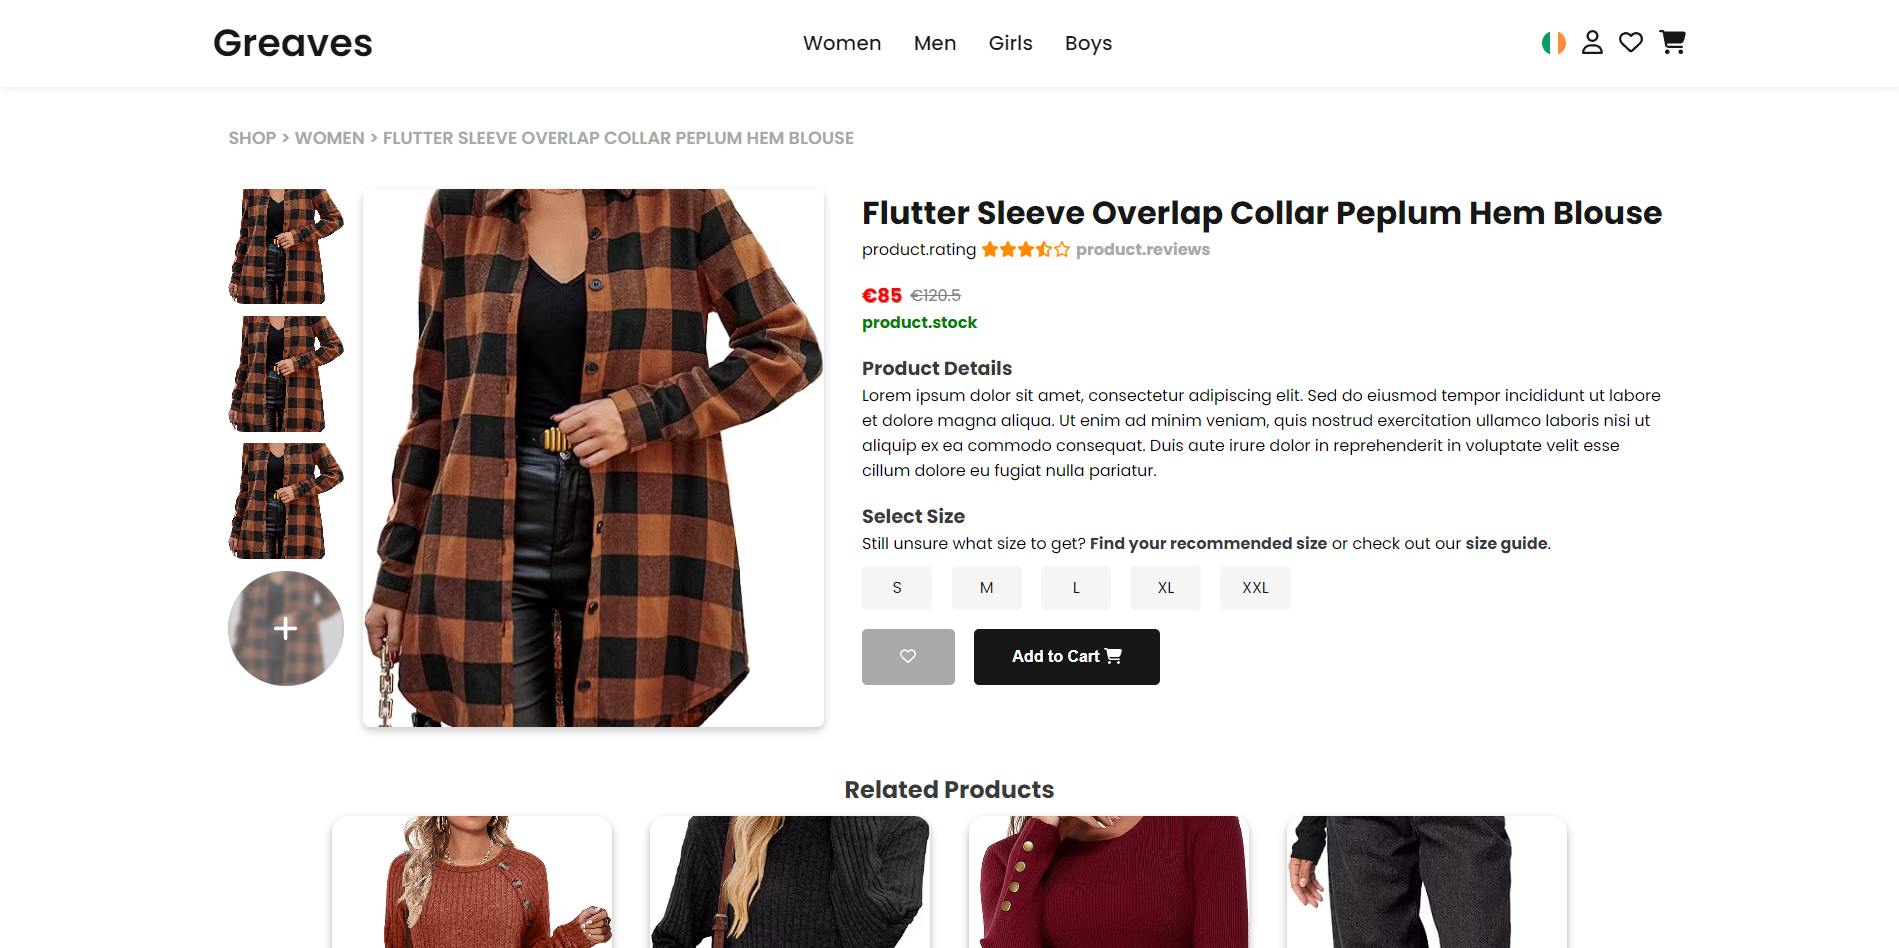 Greaves
Women Men Girls Boys
SHOP > WOMEN > FLUTTER SLEEVE OVERLAP COLLAR PEPLUM HEM BLOUSE
Flutter Sleeve Overlap Collar Peplum Hem Blouse
product.rating product.reviews
€85 €120.5
product.stock
Product Details
Lorem ipsum dolor sit amet, consectetur adipiscing elit. Sed do eiusmod tempor incididunt ut labore
et dolore magna aliqua. Ut enim ad minim veniam, quis nostrud exercitation ullamco laboris nisi ut
aliquip ex ea commodo consequat. Duis aute irure dolor in reprehenderit in voluptate velit esse
cillum dolore eu fugiat nulla pariatur.
Select Size
Still unsure what size to get? Find your recommended size or check out our size guide.
S M L XL XXL
Add to Cart
Related Products